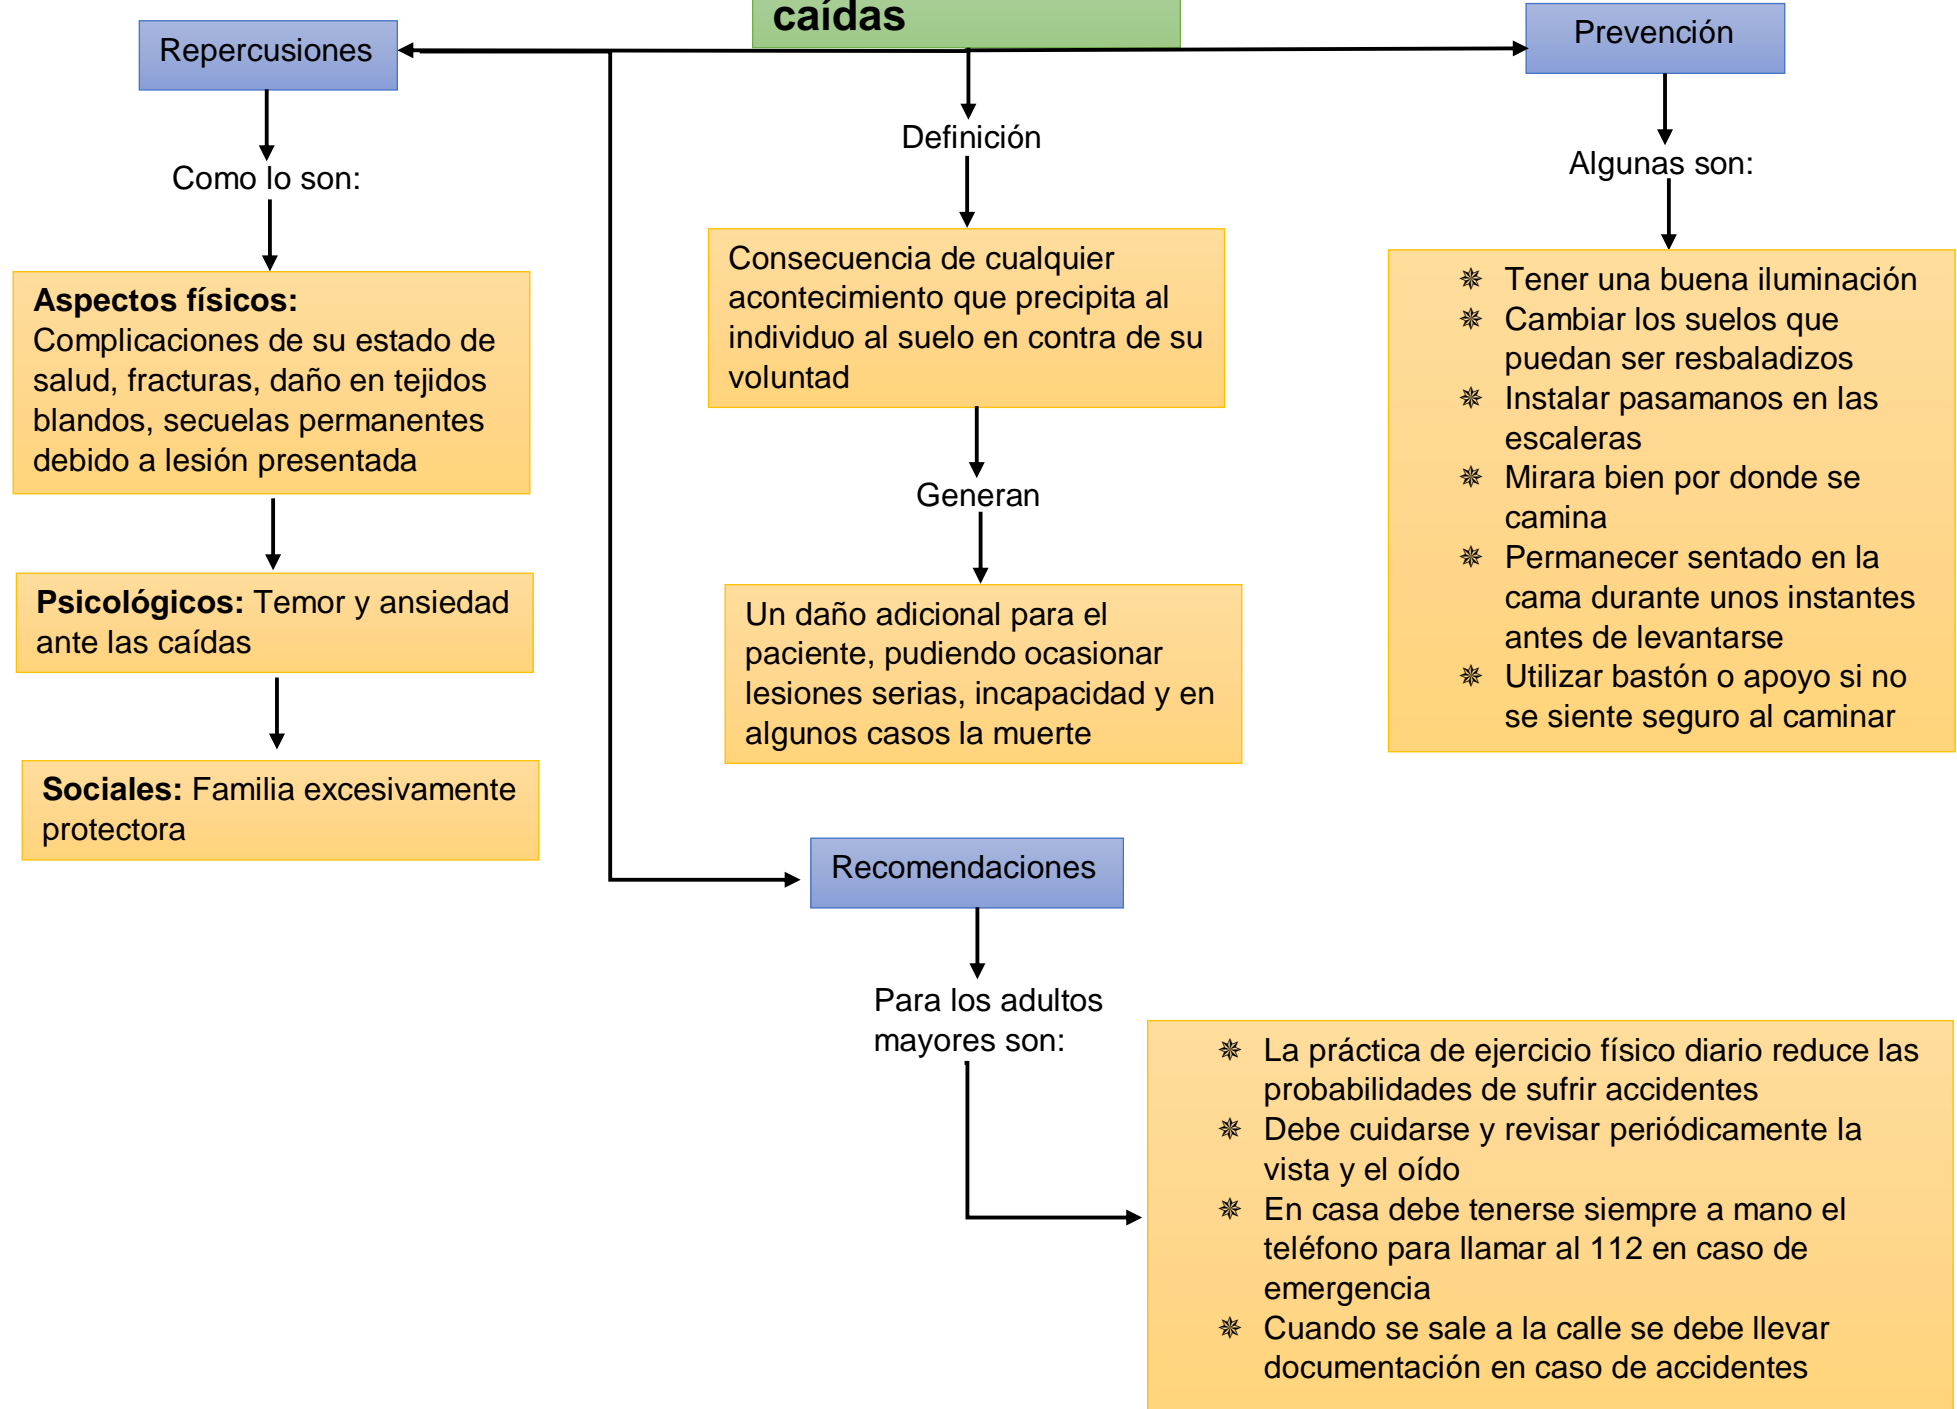 caídas
Repercusiones
Como lo son:
Aspectos físicos:
Complicaciones de su estado de
salud, fracturas, daño en tejidos
blandos, secuelas permanentes
debido a lesión presentada
Psicológicos: Temor y ansiedad
ante las caídas
Sociales: Familia excesivamente
protectora
Definición
Consecuencia de cualquier
acontecimiento que precipita al
individuo al suelo en contra de su
voluntad
Generan
Un daño adicional para el
paciente, pudiendo ocasionar
lesiones serias, incapacidad y en
algunos casos la muerte
Prevención
Algunas son:
❋ Tener una buena iluminación
❋ Cambiar los suelos que
puedan ser resbaladizos
❋ Instalar pasamanos en las
escaleras
❋ Mirara bien por donde se
camina
❋ Permanecer sentado en la
cama durante unos instantes
antes de levantarse
❋ Utilizar bastón o apoyo si no
se siente seguro al caminar
Recomendaciones
Para los adultos
mayores son:
❋ La práctica de ejercicio físico diario reduce las
probabilidades de sufrir accidentes
❋ Debe cuidarse y revisar periódicamente la
vista y el oído
❋ En casa debe tenerse siempre a mano el
teléfono para llamar al 112 en caso de
emergencia
❋ Cuando se sale a la calle se debe llevar
documentación en caso de accidentes